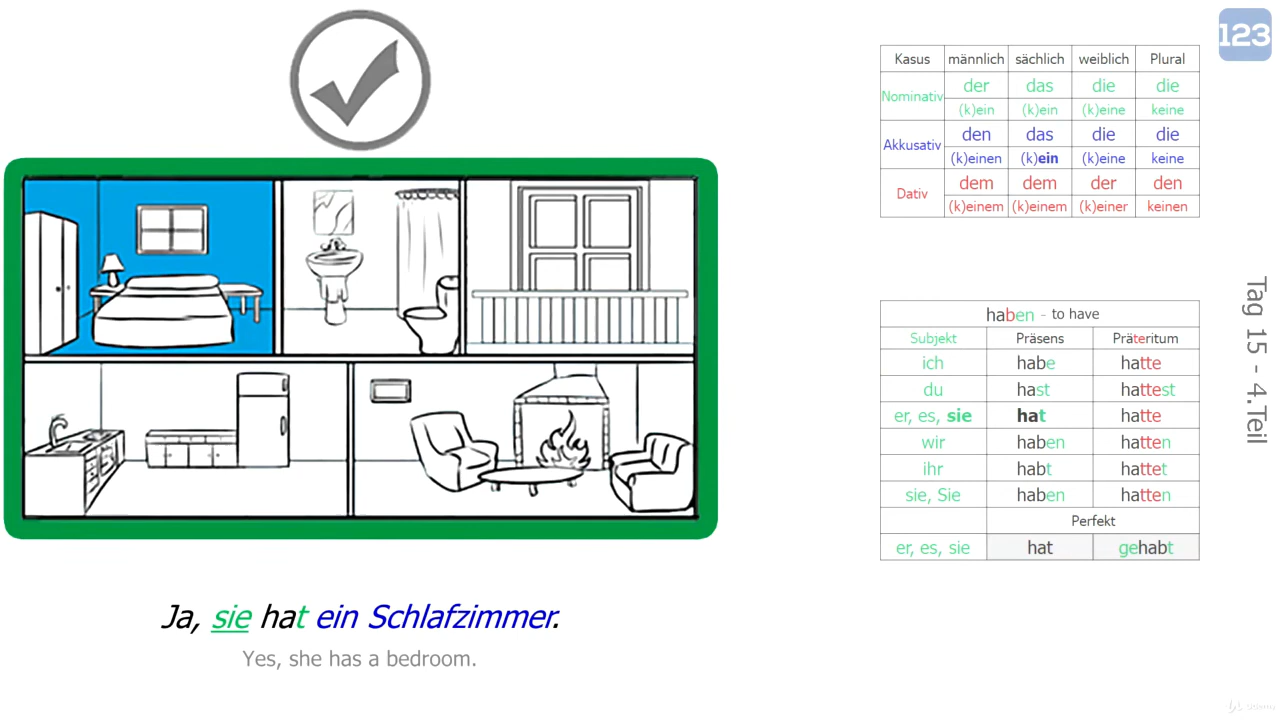 123
Kasus männlich sächlich weiblich Plural
Nominativ der das die die
(k)ein (k)ein (k)eine keine
Akkusativ den das die die
(k)einen (k)ein (k)eine keine
Dativ dem dem der den
(k)einem (k)einem (k)einer keinen
haben - to have
Subjekt Präsens Präteritum
ich habe hatte
du hast hattest
er, es, sie hat hatte
wir haben hatten
ihr habt hattet
sie, Sie haben hatten
Perfekt
er, es, sie hat gehabt
Tag 15 - 4.Teil
Ja, sie hat ein Schlafzimmer.
Yes, she has a bedroom.